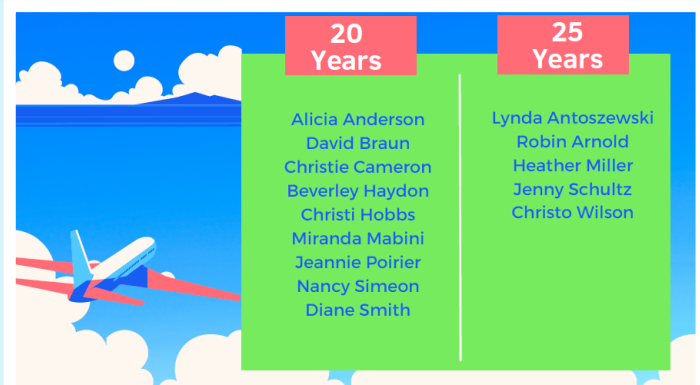 20
Years
Alicia Anderson
David Braun
Christie Cameron
Beverley Haydon
Christi Hobbs
Miranda Mabini
Jeannie Poirier
Nancy Simeon
Diane Smith
25
Years
Lynda Antoszewski
Robin Arnold
Heather Miller
Jenny Schultz
Christo Wilson